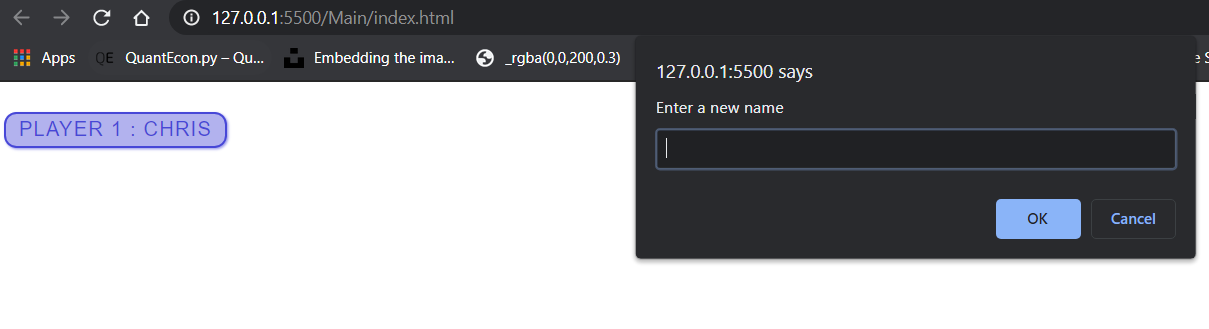 127.0.0.1:5500/Main/index.html
Apps QE QuantEcon.py – Qu... Embedding the ima... _rgba(0,0,200,0.3) e S
127.0.0.1:5500 says
Enter a new name
PLAYER 1 : CHRIS
OK Cancel